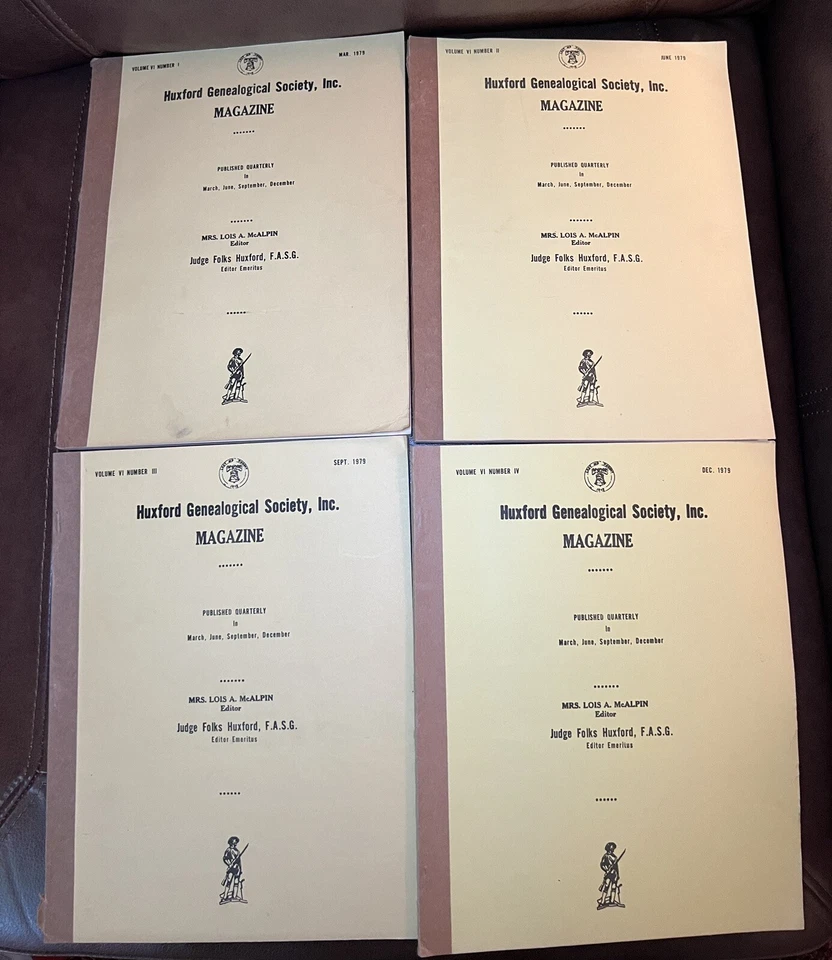 VOLUME VI NUMBER I
MAR. 1979
Huxford Genealogical Society, Inc.
MAGAZINE
PUBLISHED QUARTERLY
In
March, June, September, December
MRS. LOIS A. McALPIN
Editor
Judge Folks Huxford, F.A.S.G.
Editor Emeritus
VOLUME VI NUMBER II
JUNE 1979
Huxford Genealogical Society, Inc.
MAGAZINE
PUBLISHED QUARTERLY
In
March, June, September, December
MRS. LOIS A. McALPIN
Editor
Judge Folks Huxford, F.A.S.G.
Editor Emeritus
VOLUME VI NUMBER III
SEPT. 1979
Huxford Genealogical Society, Inc.
MAGAZINE
PUBLISHED QUARTERLY
In
March, June, September, December
MRS. LOIS A. McALPIN
Editor
Judge Folks Huxford, F.A.S.G.
Editor Emeritus
VOLUME VI NUMBER IV
DEC. 1979
Huxford Genealogical Society, Inc.
MAGAZINE
PUBLISHED QUARTERLY
In
March, June, September, December
MRS. LOIS A. McALPIN
Editor
Judge Folks Huxford, F.A.S.G.
Editor Emeritus